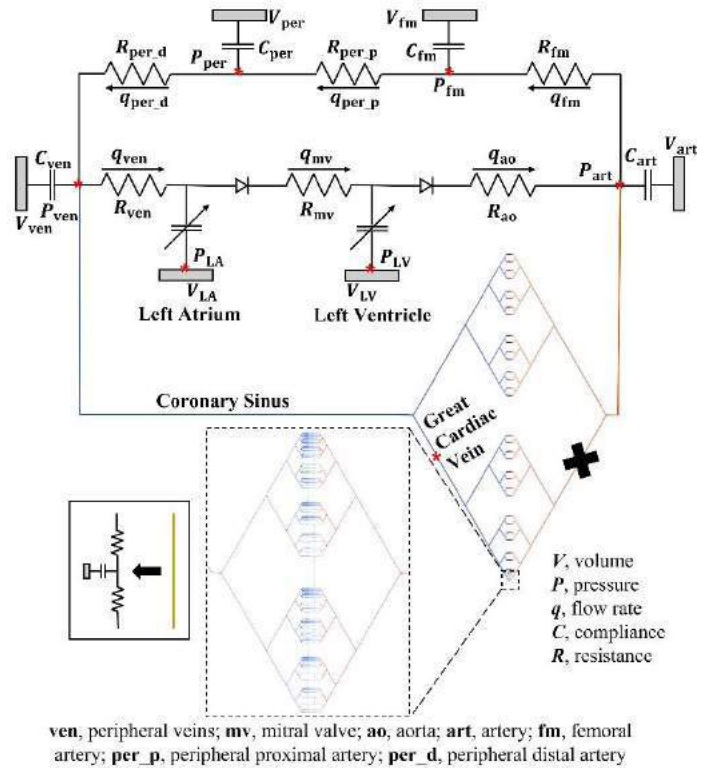 V_per
V_fm
R_per_d
P_per
C_per
R_per_p
C_fm
R_fm
q_per_d
q_per_p
P_fm
q_fm
V_art
C_ven
q_ven
q_mv
q_ao
P_art
C_art
P_ven
R_ven
R_mv
R_ao
V_ven
P_LA
P_LV
V_LA
V_LV
Left Atrium
Left Ventricle
Coronary Sinus
Great
Cardiac
Vein
V, volume
P, pressure
q, flow rate
C, compliance
R, resistance
ven, peripheral veins; mv, mitral valve; ao, aorta; art, artery; fm, femoral
artery; per_p, peripheral proximal artery; per_d, peripheral distal artery